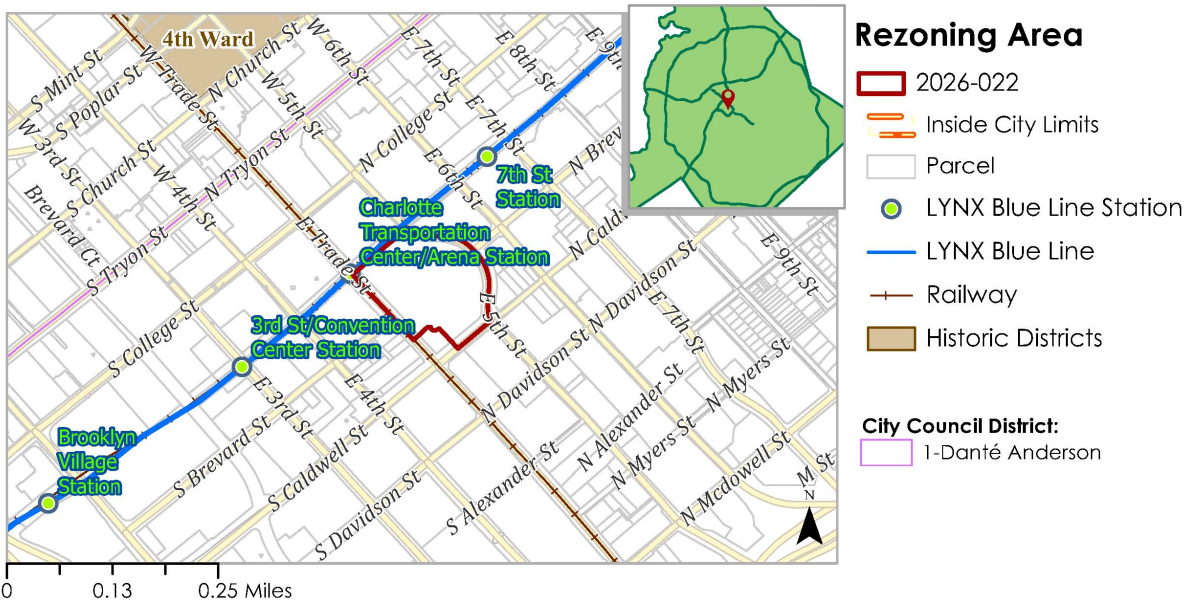 4th Ward
S Mint St
S Poplar St
N Church St
W Trade St
W 6th St
W 5th St
E 7th St
E 8th St
E 9th
W 3rd St
S Church St
W 4th St
N Tryon St
N College St
E 7th St
E 6th St
N Brev
7th St
Station
Brevard Ct
S Tryon St
Charlotte
Transportation
Center/Arena Station
E Trade St
N Caldw
E 9th St
N Davidson St
E 7th St
E 5th St
S College St
3rd St/Convention
Center Station
E 3rd St
E 4th St
N Davidson St
N Alexander St
N Myers St
Brooklyn
Village
Station
S Brevard St
S Caldwell St
S Davidson St
S Alexander St
N Myers St
N Mcdowell St
M St
N
0 0.13 0.25 Miles
Rezoning Area
2026-022
Inside City Limits
Parcel
LYNX Blue Line Station
LYNX Blue Line
Railway
Historic Districts
City Council District:
1-Danté Anderson